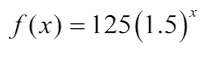 f(x) = 125(1.5)^x